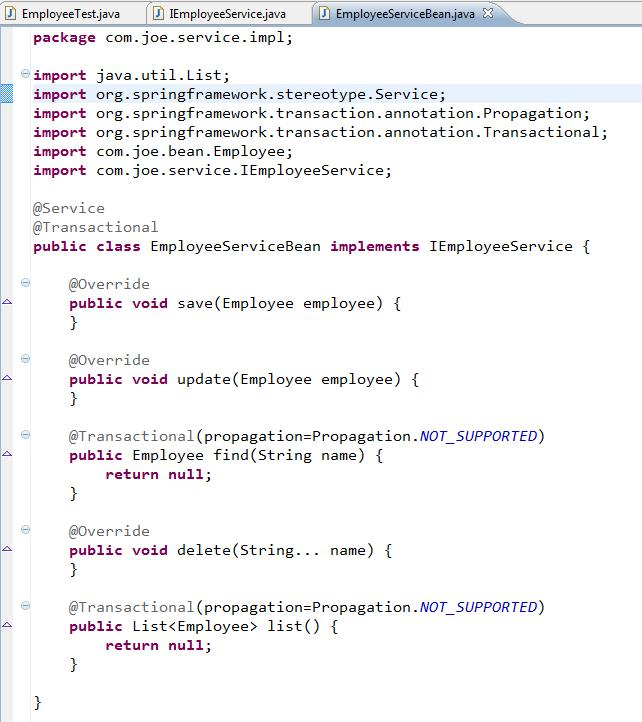 EmployeeTest.java IEmployeeService.java EmployeeServiceBean.java
package com.joe.service.impl;
import java.util.List;
import org.springframework.stereotype.Service;
import org.springframework.transaction.annotation.Propagation;
import org.springframework.transaction.annotation.Transactional;
import com.joe.bean.Employee;
import com.joe.service.IEmployeeService;
@Service
@Transactional
public class EmployeeServiceBean implements IEmployeeService {
@Override
public void save(Employee employee) {
}
@Override
public void update(Employee employee) {
}
@Transactional(propagation=Propagation.NOT_SUPPORTED)
public Employee find(String name) {
return null;
}
@Override
public void delete(String... name) {
}
@Transactional(propagation=Propagation.NOT_SUPPORTED)
public List<Employee> list() {
return null;
}
}